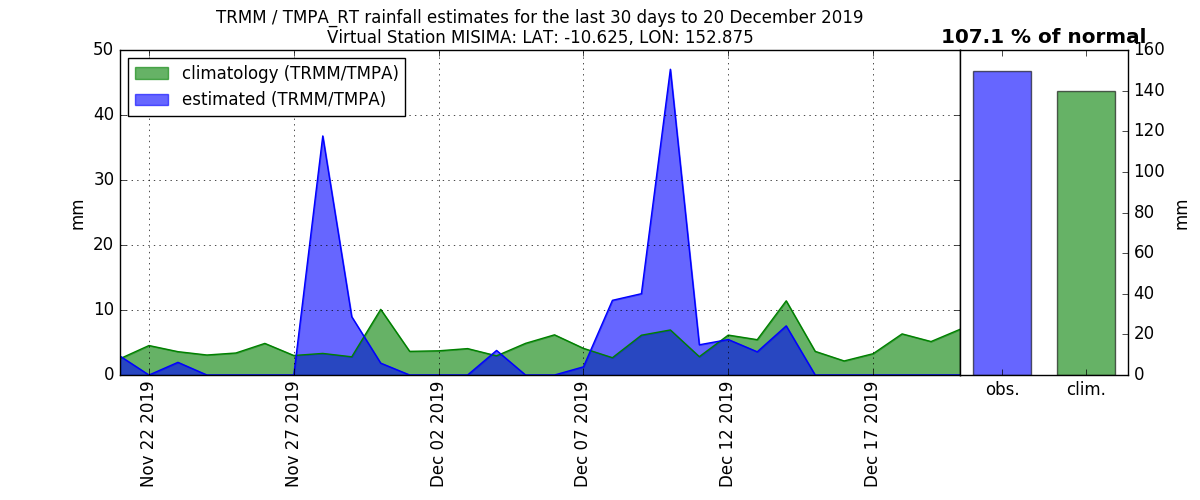 TRMM / TMPA_RT rainfall estimates for the last 30 days to 20 December 2019
Virtual Station MISIMA: LAT: -10.625, LON: 152.875
107.1 % of normal
climatology (TRMM/TMPA)
estimated (TRMM/TMPA)
50
40
30
20
10
0
mm
Nov 22 2019
Nov 27 2019
Dec 02 2019
Dec 07 2019
Dec 12 2019
Dec 17 2019
obs.
clim.
160
140
120
100
80
60
40
20
0
mm